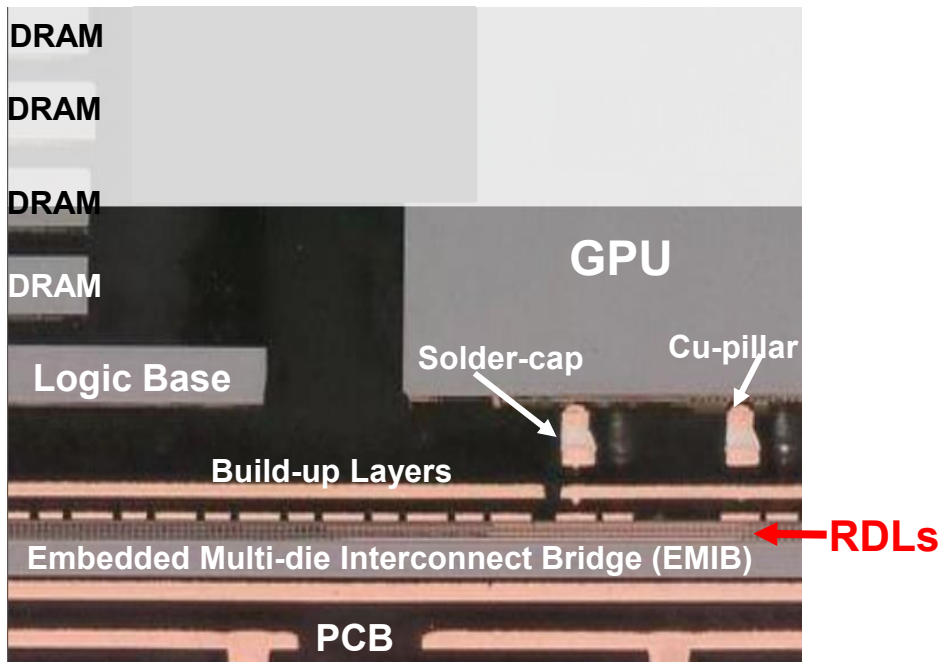 DRAM
DRAM
DRAM
GPU
DRAM
Solder-cap
Cu-pillar
Logic Base
Build-up Layers
RDLs
Embedded Multi-die Interconnect Bridge (EMIB)
PCB